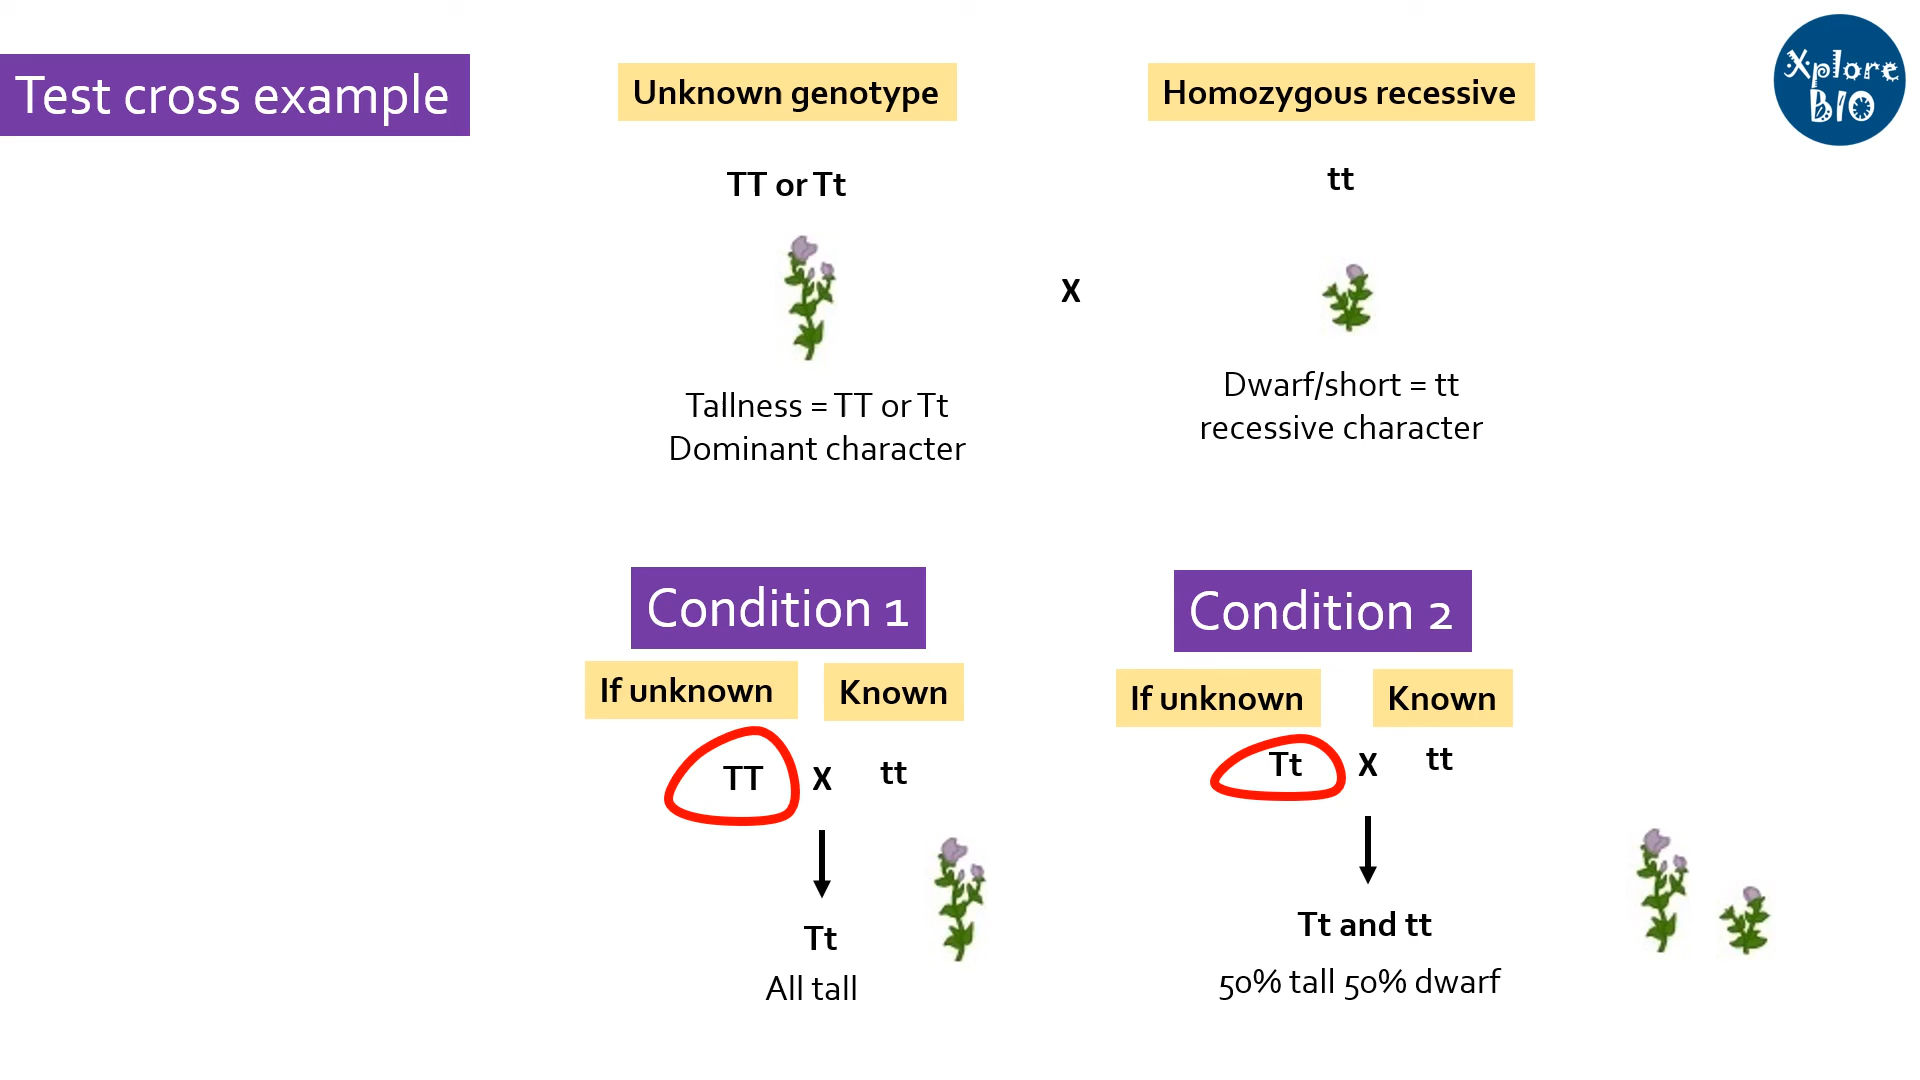 Test cross example
Unknown genotype
Homozygous recessive
Xplore
BIO
TT or Tt
tt
X
Tallness = TT or Tt
Dominant character
Dwarf/short = tt
recessive character
Condition 1
If unknown
Known
TT X tt
Tt
All tall
Condition 2
If unknown
Known
Tt X tt
Tt and tt
50% tall 50% dwarf